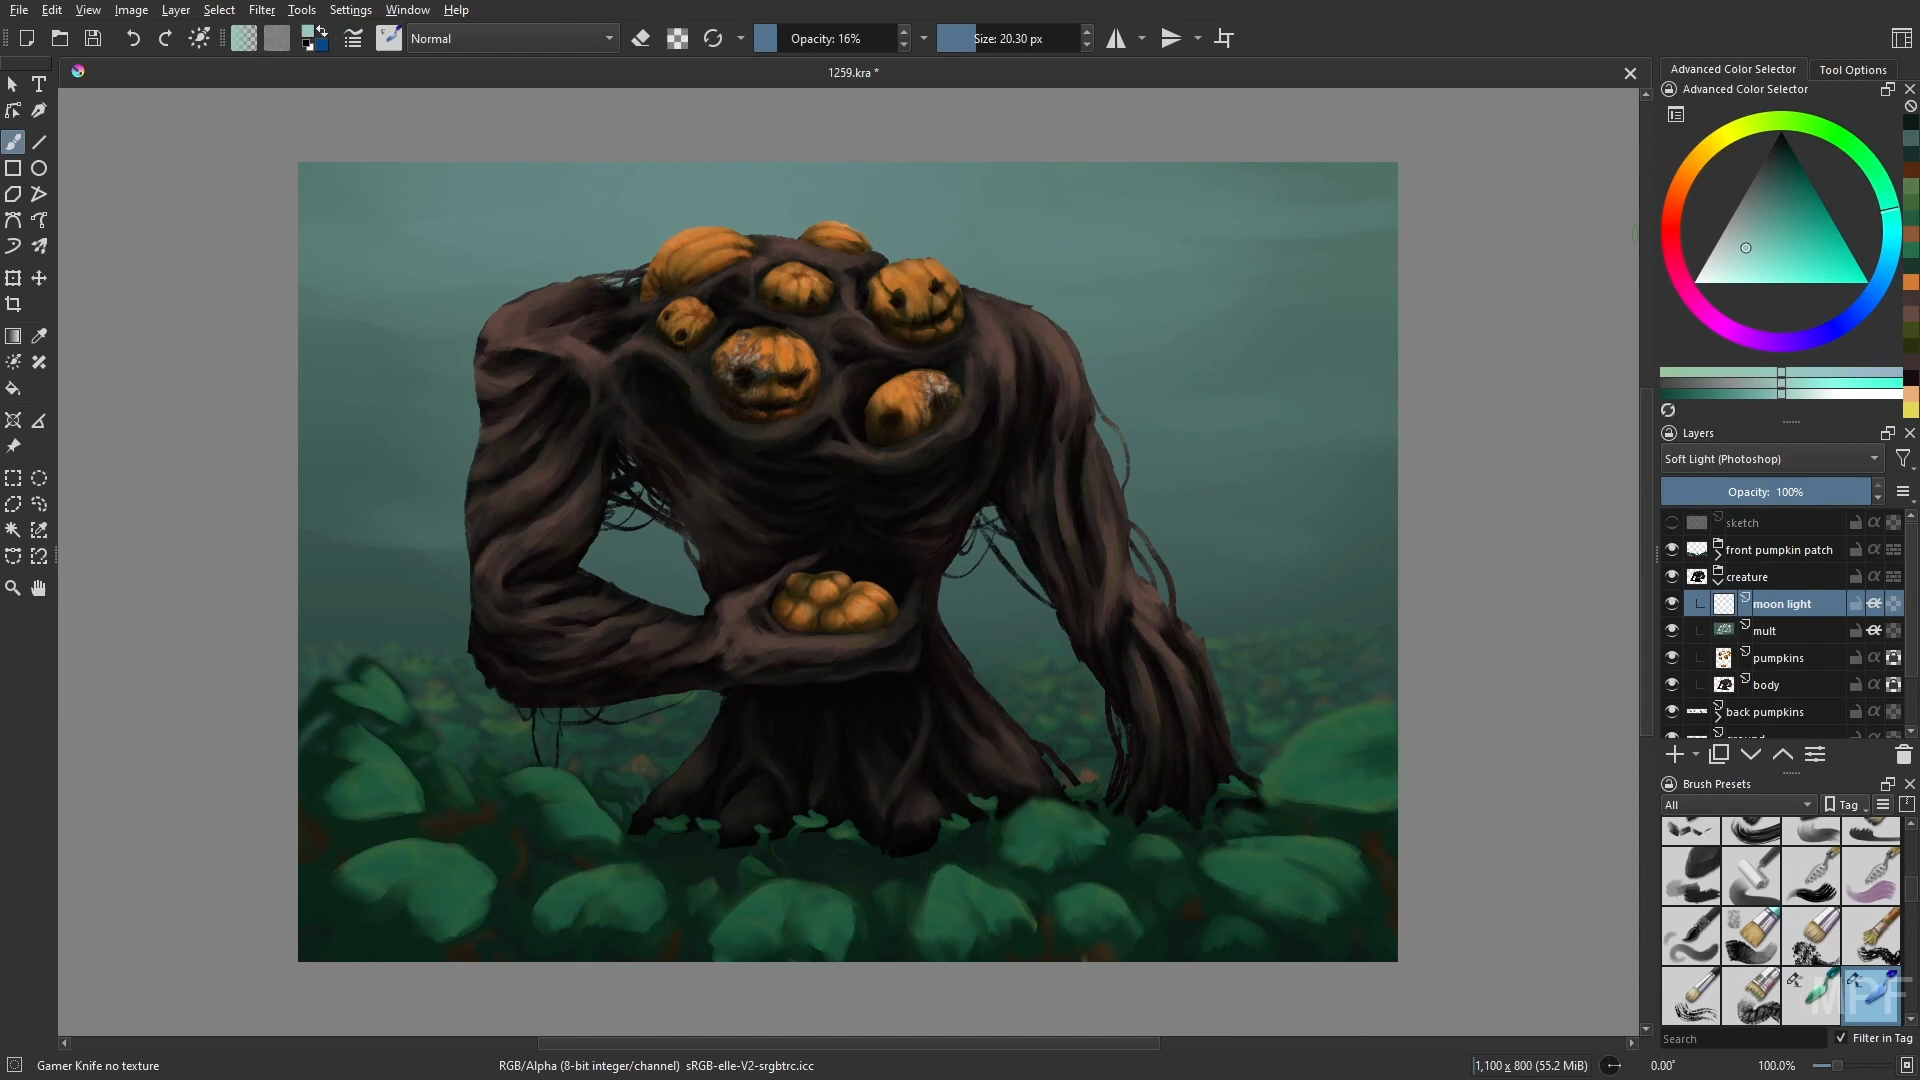 File Edit View Image Layer Select Filter Tools Settings Window Help
Normal
Opacity: 16%
Size: 20.30 px
1259.kra *
Advanced Color Selector
Tool Options
Advanced Color Selector
Layers
Soft Light (Photoshop)
Opacity: 100%
sketch
front pumpkin patch
creature
moon light
mult
pumpkins
body
back pumpkins
Brush Presets
All
Tag
MPF
Search
Filter in Tag
Gamer Knife no texture
RGB/Alpha (8-bit integer/channel) sRGB-elle-V2-srgbtrc.icc
1,100 x 800 (55.2 MiB)
0.00°
100.0%